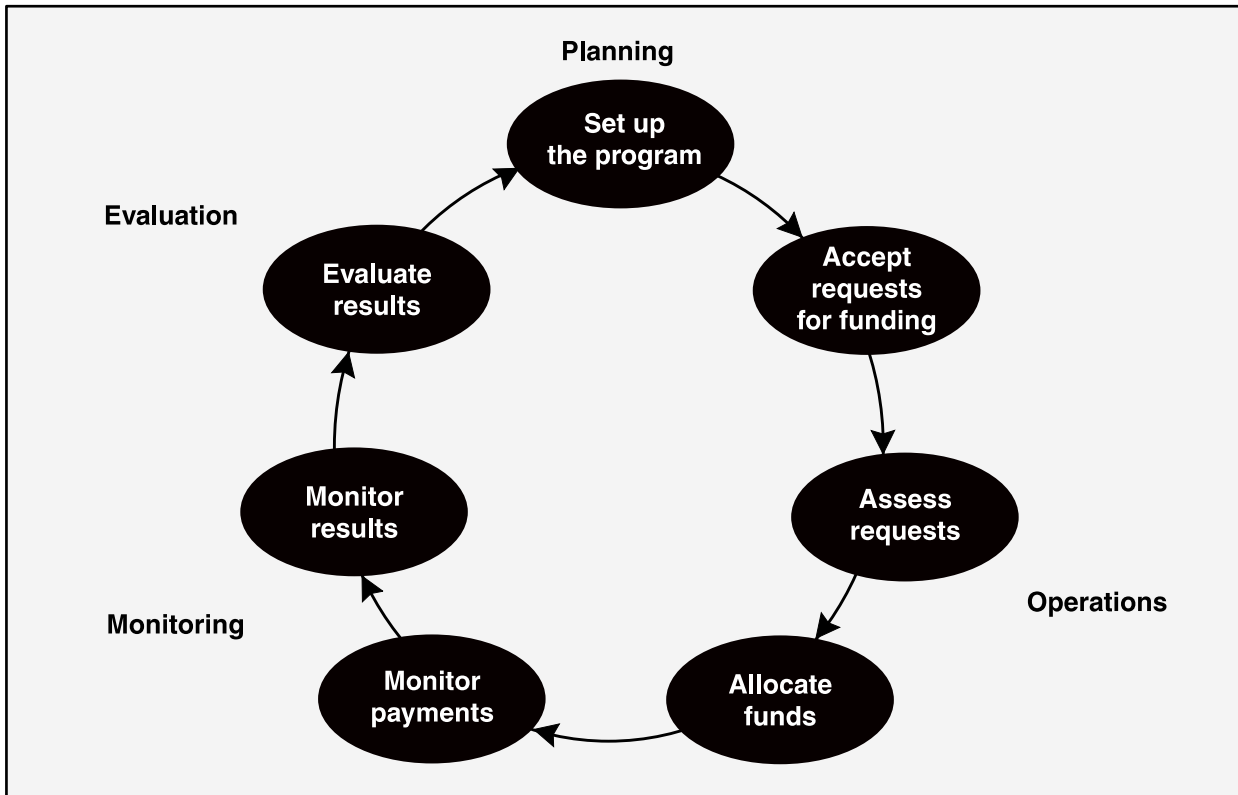 Planning
Set up
the program
Accept
requests
for funding
Assess
requests
Operations
Allocate
funds
Monitor
payments
Monitoring
Monitor
results
Evaluate
results
Evaluation